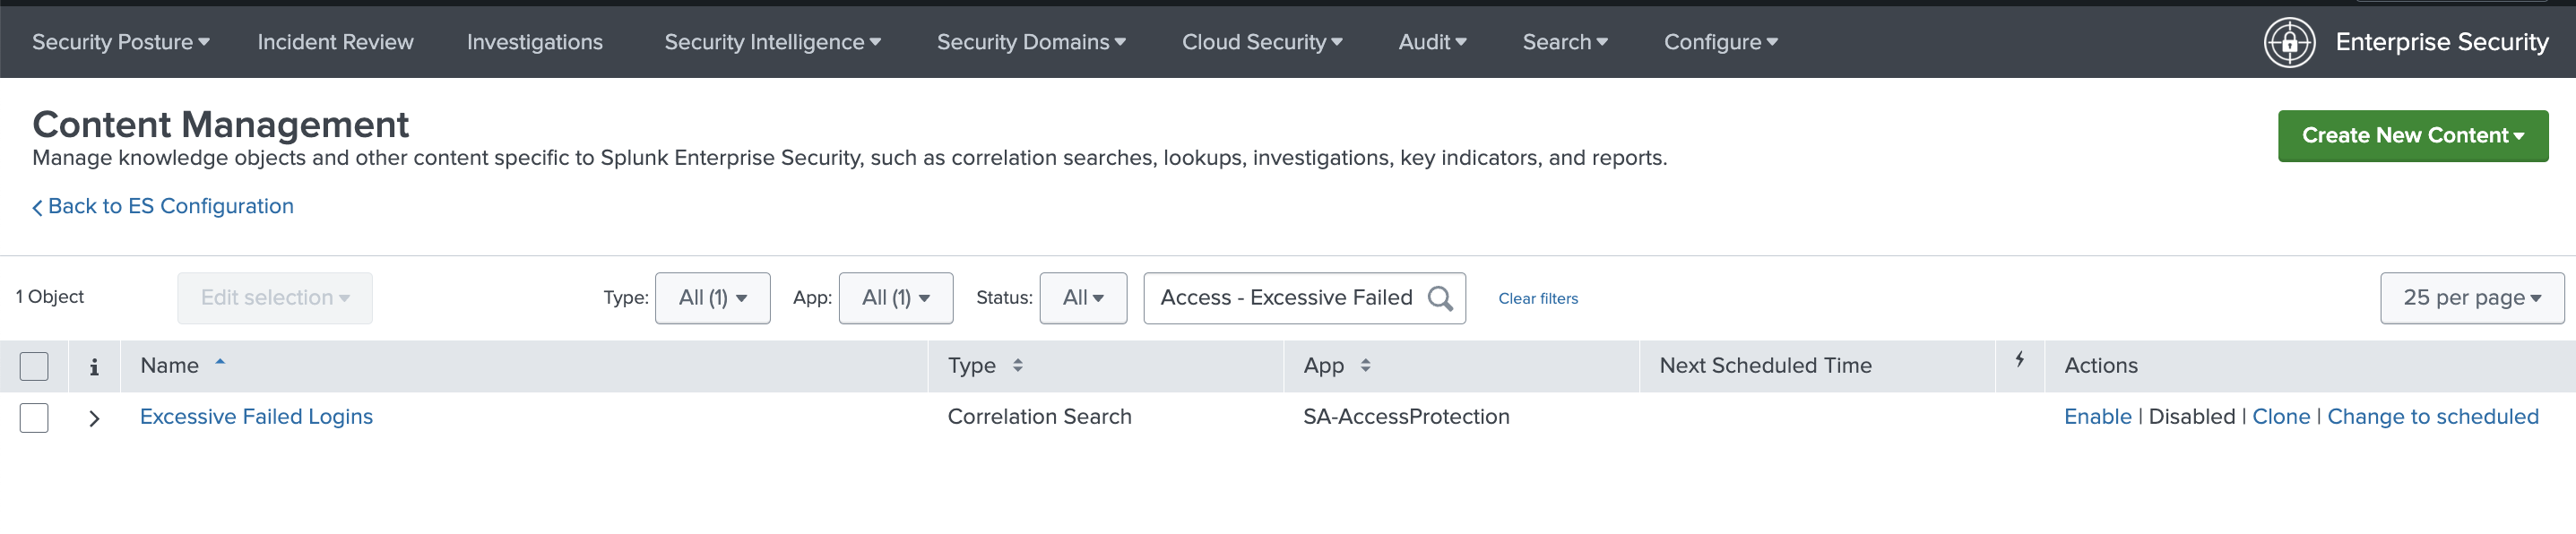 Security Posture Incident Review Investigations Security Intelligence Security Domains Cloud Security Audit Search Configure Enterprise Security
Content Management
Create New Content
Manage knowledge objects and other content specific to Splunk Enterprise Security, such as correlation searches, lookups, investigations, key indicators, and reports.
Back to ES Configuration
1 Object Edit selection Type: All (1) App: All (1) Status: All Access - Excessive Failed Clear filters 25 per page
i Name Type App Next Scheduled Time Actions
Excessive Failed Logins Correlation Search SA-AccessProtection Enable | Disabled | Clone | Change to scheduled